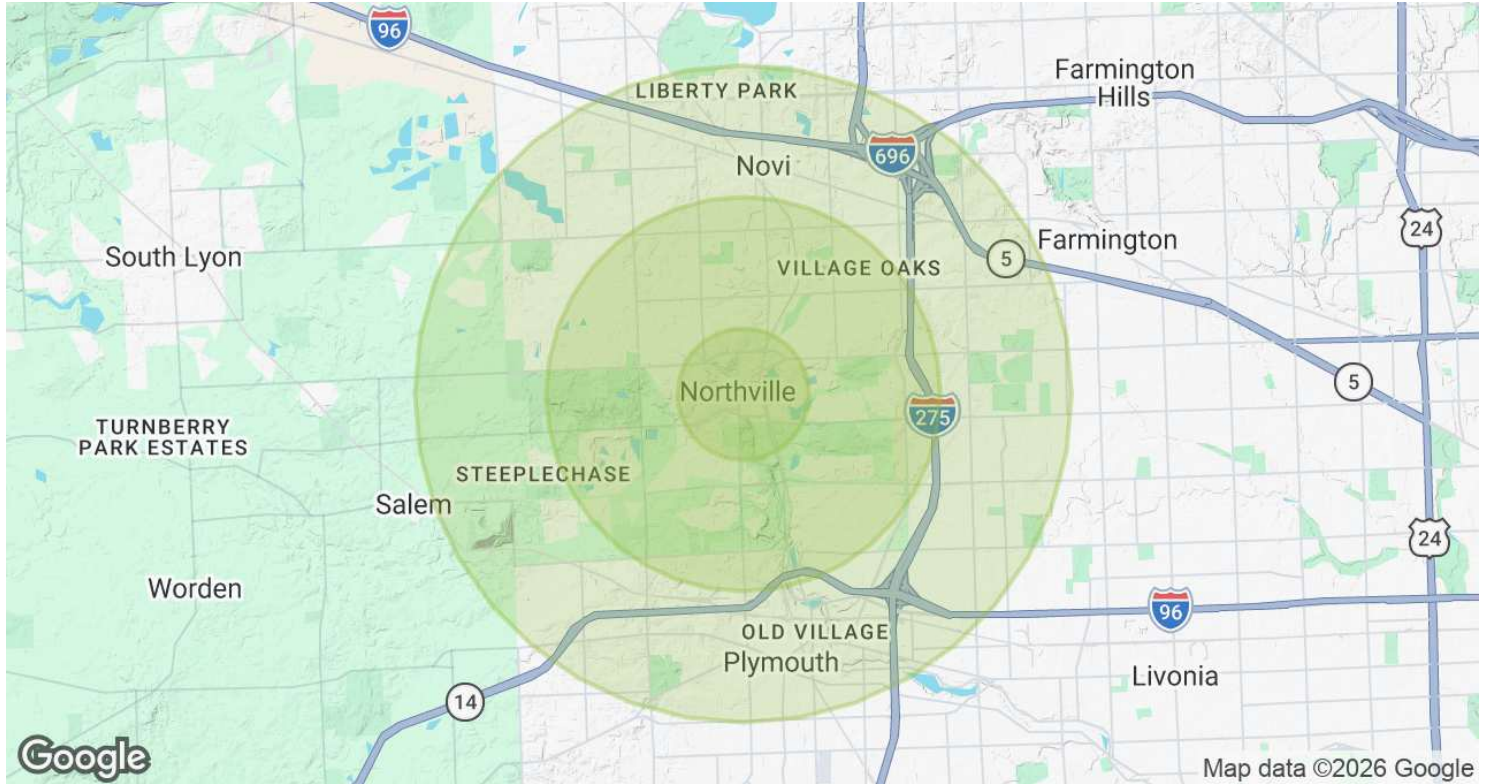 96
LIBERTY PARK
Farmington
Hills
696
Novi
24
South Lyon
Farmington
5
VILLAGE OAKS
5
Northville
275
TURNBERRY
PARK ESTATES
STEEPLECHASE
Salem
24
Worden
96
OLD VILLAGE
Plymouth
Livonia
14
Google
Map data ©2026 Google